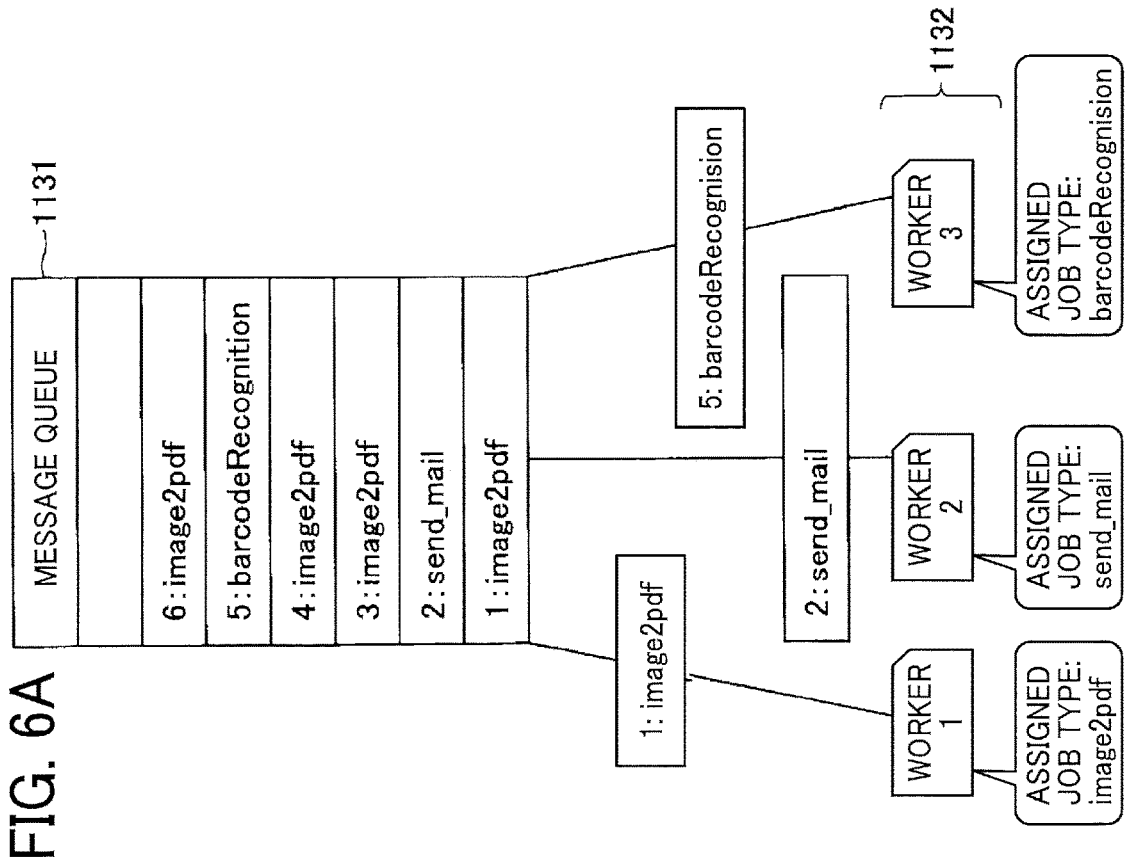 FIG. 6A
MESSAGE QUEUE
1131
6:image2pdf
5:barcodeRecognition
4:image2pdf
3:image2pdf
2:send_mail
1:image2pdf
1: image2pdf
2:send_mail
5: barcodeRecognision
1132
WORKER
1
WORKER
2
WORKER
3
ASSIGNED
JOB TYPE:
image2pdf
ASSIGNED
JOB TYPE:
send_mail
ASSIGNED
JOB TYPE:
barcodeRecognision